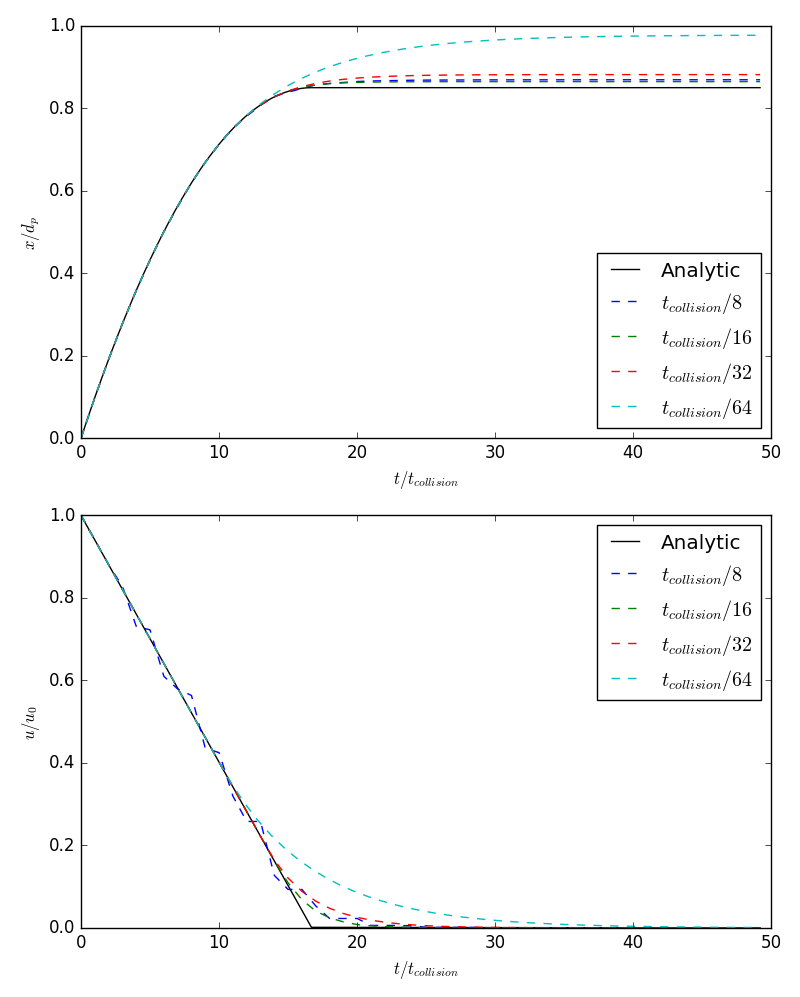 1.0
0.8
0.6
0.4
0.2
0.0
x/d_p
0 10 20 30 40 50
t/t_collision
Analytic
t_collision/8
t_collision/16
t_collision/32
t_collision/64
1.0
0.8
0.6
0.4
0.2
0.0
u/u_0
0 10 20 30 40 50
t/t_collision
Analytic
t_collision/8
t_collision/16
t_collision/32
t_collision/64